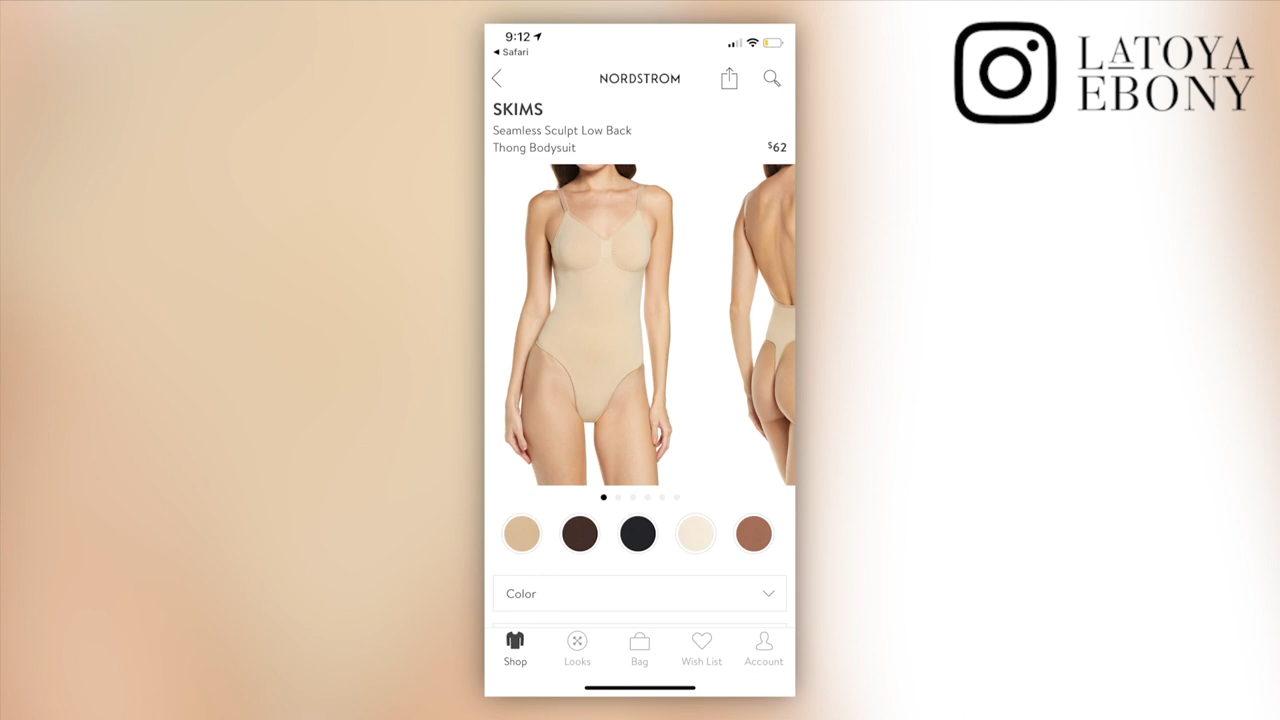 9:12
Safari
NORDSTROM
SKIMS
Seamless Sculpt Low Back
Thong Bodysuit
$62
Color
Shop
Looks
Bag
Wish List
Account
LATOYA
EBONY